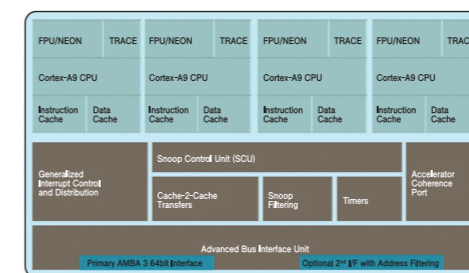 FPU/NEON TRACE FPU/NEON TRACE FPU/NEON TRACE FPU/NEON TRAC
Cortex-A9 CPU Cortex-A9 CPU Cortex-A9 CPU Cortex-A9 CPU
Instruction Data Instruction Data Instruction Data Instruction Data
Cache Cache Cache Cache Cache Cache Cache Cache
Generalized
Interrupt Control
and Distribution
Snoop Control Unit (SCU)
Cache-2-Cache
Transfers
Snoop
Filtering
Timers
Accelerator
Coherence
Port
Advanced Bus Interface Unit
Primary AMBA 3 64bit Interface
Optional 2nd I/F with Address Filtering